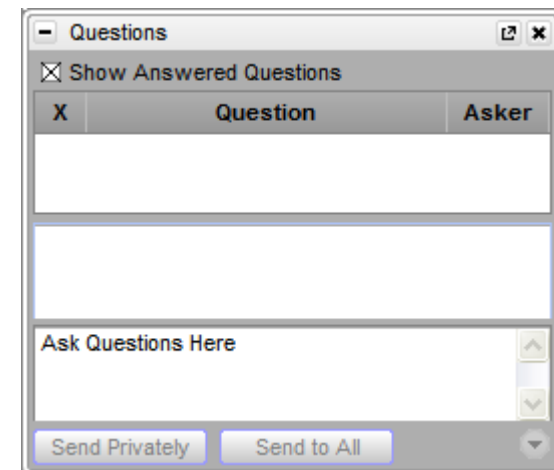 Questions
Show Answered Questions
X Question Asker
Ask Questions Here
Send Privately Send to All